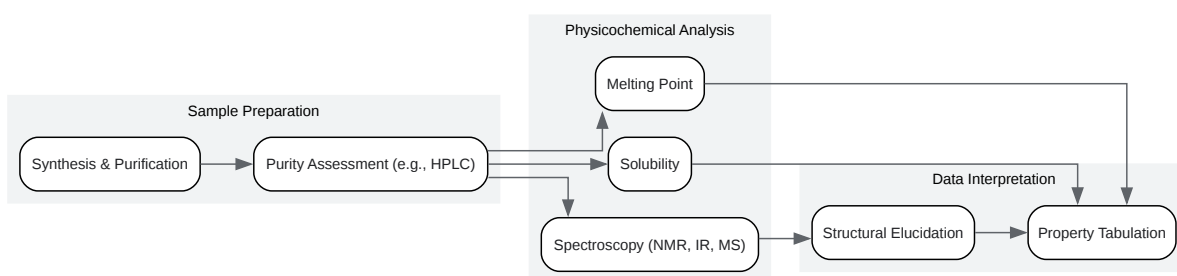 Physicochemical Analysis
Melting Point
Sample Preparation
Synthesis & Purification
Purity Assessment (e.g., HPLC)
Solubility
Spectroscopy (NMR, IR, MS)
Data Interpretation
Structural Elucidation
Property Tabulation